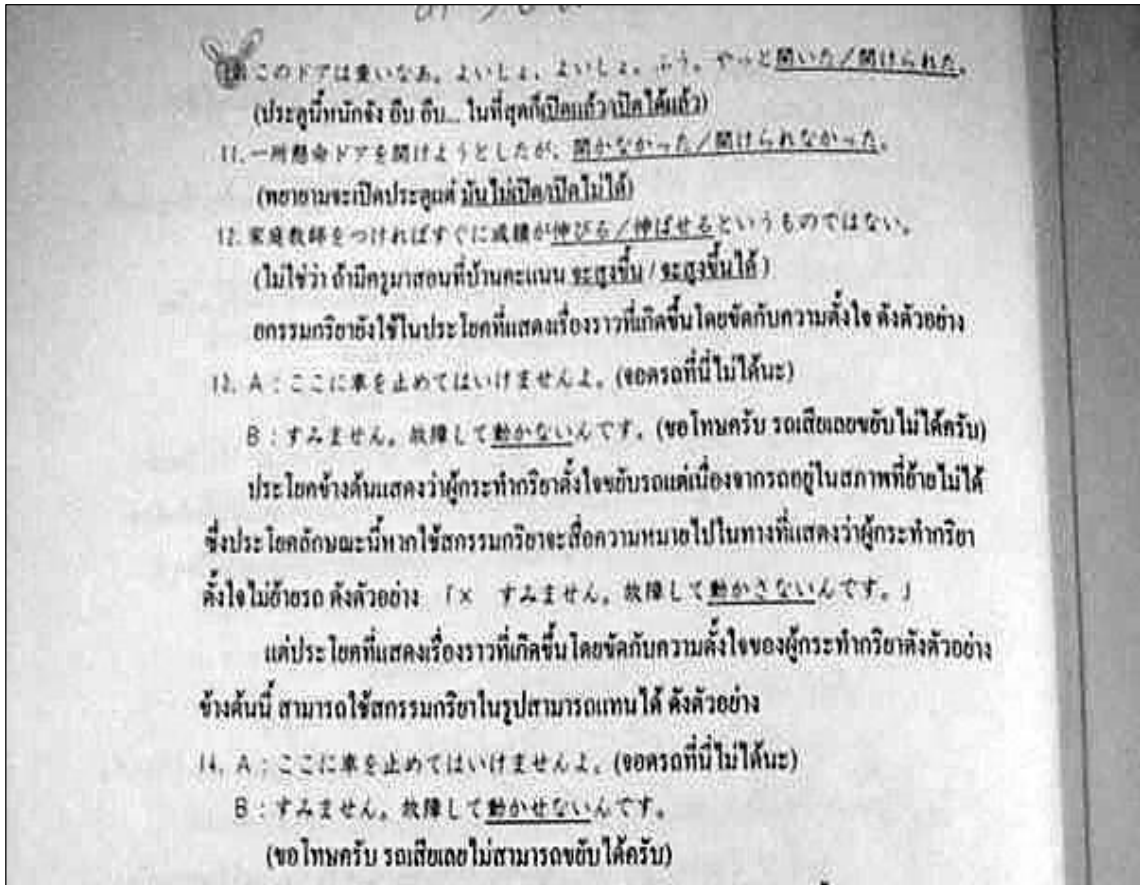 10. このドアは重いなあ。よいしょ、よいしょ。ふう。やっと開いた／開けられた。
(ประตูนี้หนักจัง ฮึบ ฮึบ... ในที่สุดก็เปิดแล้ว/เปิดได้แล้ว)
11. 一所懸命ドアを開けようとしたが、開かなかった／開けられなかった。
(พยายามจะเปิดประตูแต่ มันไม่เปิด/เปิดไม่ได้)
12. 家庭教師をつければすぐに成績が伸びる／伸ばせるというものではない。
(ไม่ใช่ว่า ถ้ามีครูมาสอนที่บ้านคะแนน จะสูงขึ้น / จะสูงขึ้นได้ )
อกรรมกริยายังใช้ในประโยคที่แสดงเรื่องราวที่เกิดขึ้นโดยขัดกับความตั้งใจ ดังตัวอย่าง
13. A : ここに車を止めてはいけませんよ。(จอดรถที่นี่ไม่ได้นะ)
B : すみません。故障して動かないんです。(ขอโทษครับ รถเสียเลยขยับไม่ได้ครับ)
ประโยคข้างต้นแสดงว่าผู้กระทำกริยาตั้งใจขยับรถแต่เนื่องจากรถอยู่ในสภาพที่ย้ายไม่ได้
ซึ่งประโยคลักษณะนี้หากใช้สกรรมกริยาจะสื่อความหมายไปในทางที่แสดงว่าผู้กระทำกริยา
ตั้งใจไม่ย้ายรถ ดังตัวอย่าง 「× すみません。故障して動かさないんです。」
แต่ประโยคที่แสดงเรื่องราวที่เกิดขึ้นโดยขัดกับความตั้งใจของผู้กระทำกริยาดังตัวอย่าง
ข้างต้นนี้ สามารถใช้สกรรมกริยาในรูปสามารถแทนได้ ดังตัวอย่าง
14. A : ここに車を止めてはいけませんよ。(จอดรถที่นี่ไม่ได้นะ)
B : すみません。故障して動かせないんです。
(ขอโทษครับ รถเสียเลยไม่สามารถขยับได้ครับ)